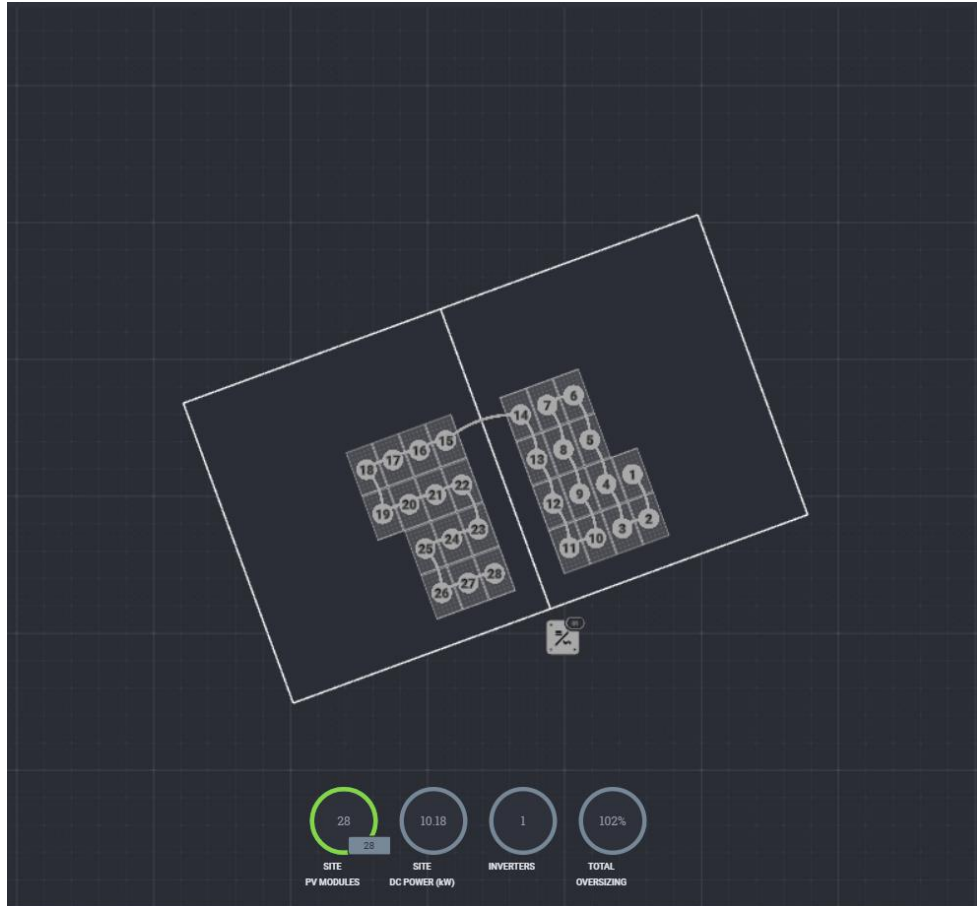 14 7 6
15 13 8 5
18 17 16 1
19 20 21 22 12 9 4
25 24 23 11 10 3 2
26 27 28
28 10.18 1 102%
28
SITE SITE INVERTERS TOTAL
PV MODULES DC POWER (kW) OVERSIZING